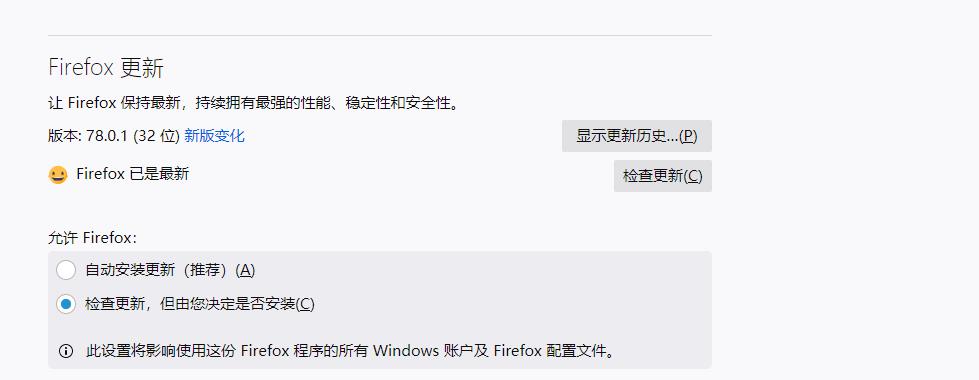 Firefox 更新
让 Firefox 保持最新，持续拥有最强的性能、稳定性和安全性。
版本: 78.0.1 (32 位) 新版变化
显示更新历史...(P)
Firefox 已是最新
检查更新(C)
允许 Firefox：
自动安装更新（推荐）(A)
检查更新，但由您决定是否安装(C)
此设置将影响使用这份 Firefox 程序的所有 Windows 账户及 Firefox 配置文件。